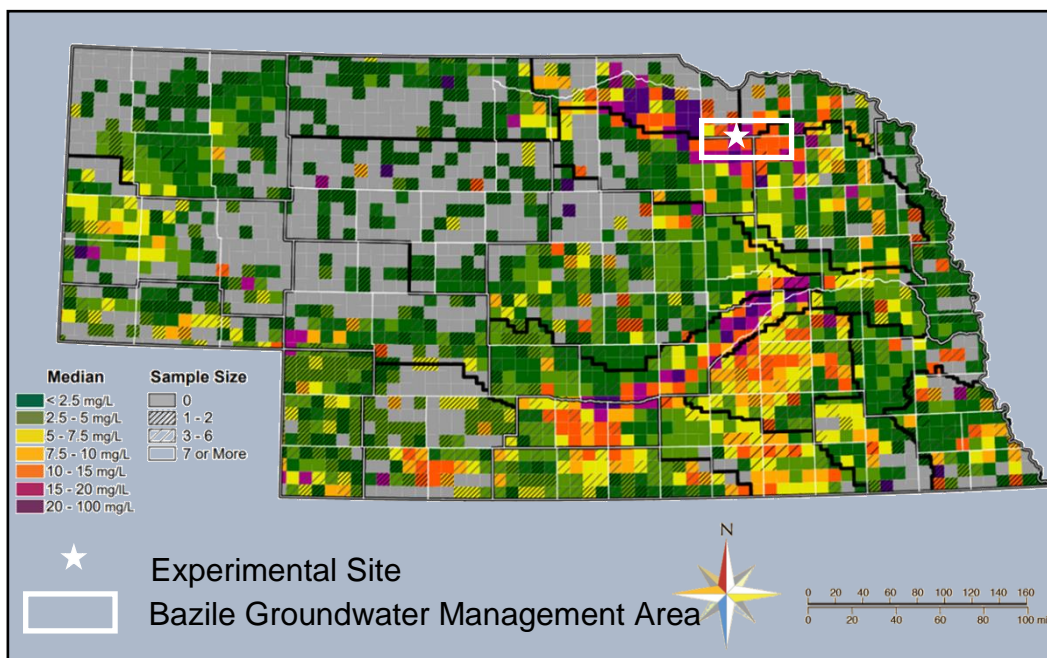 Median
< 2.5 mg/L
2.5 - 5 mg/L
5 - 7.5 mg/L
7.5 - 10 mg/L
10 - 15 mg/L
15 - 20 mg/lL
20 - 100 mg/L
Sample Size
0
1 - 2
3 - 6
7 or More
Experimental Site
Bazile Groundwater Management Area
N
0 20 40 60 80 100 120 140 160
0 20 40 60 80 100 mi